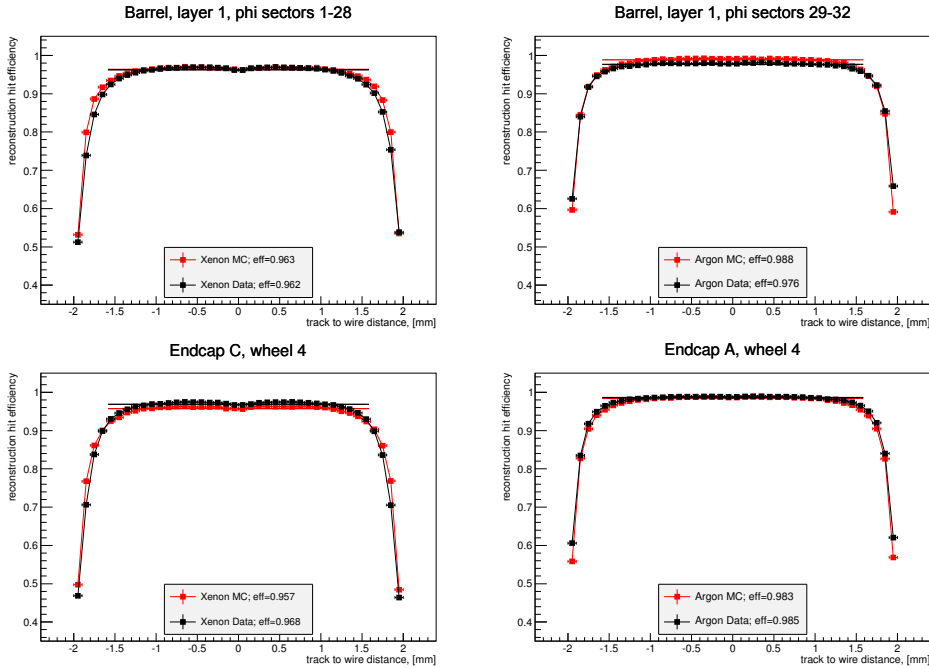 Barrel, layer 1, phi sectors 1-28
reconstruction hit efficiency
1
0.9
0.8
0.7
0.6
0.5
0.4
Xenon MC; eff=0.963
Xenon Data; eff=0.962
-2 -1.5 -1 -0.5 0 0.5 1 1.5 2
track to wire distance, [mm]
Barrel, layer 1, phi sectors 29-32
reconstruction hit efficiency
1
0.9
0.8
0.7
0.6
0.5
0.4
Argon MC; eff=0.988
Argon Data; eff=0.976
-2 -1.5 -1 -0.5 0 0.5 1 1.5 2
track to wire distance, [mm]
Endcap C, wheel 4
reconstruction hit efficiency
1
0.9
0.8
0.7
0.6
0.5
0.4
Xenon MC; eff=0.957
Xenon Data; eff=0.968
-2 -1.5 -1 -0.5 0 0.5 1 1.5 2
track to wire distance, [mm]
Endcap A, wheel 4
reconstruction hit efficiency
1
0.9
0.8
0.7
0.6
0.5
0.4
Argon MC; eff=0.983
Argon Data; eff=0.985
-2 -1.5 -1 -0.5 0 0.5 1 1.5 2
track to wire distance, [mm]